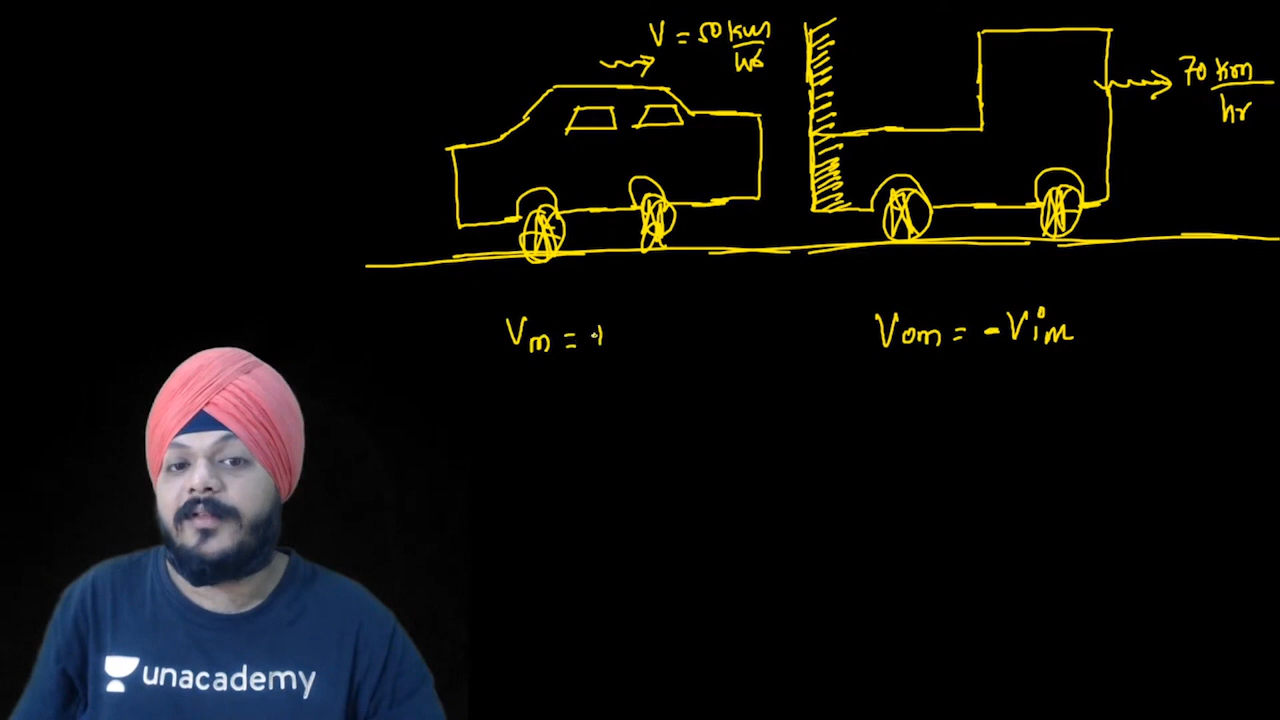 V = 50 km/hr
70 km/hr
Vm = +
Vom = -Vim
unacademy